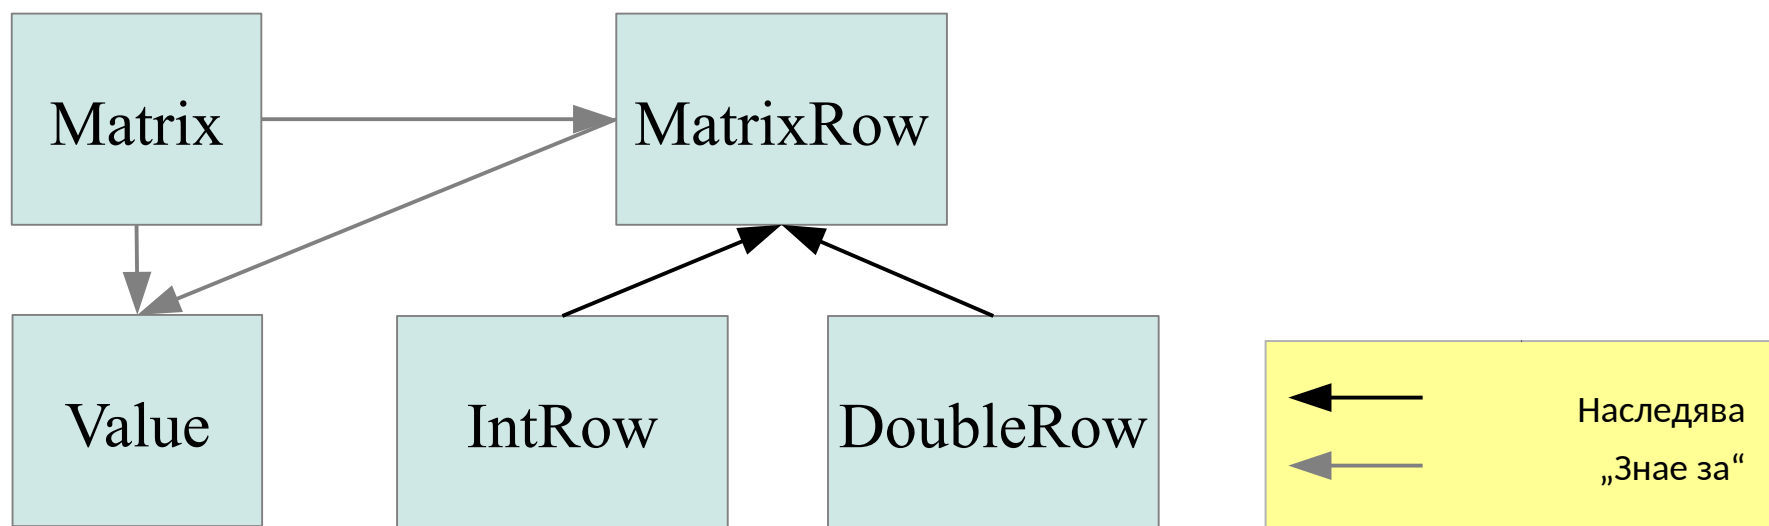 Matrix
MatrixRow
Value
IntRow
DoubleRow
Наследява
„Знае за“